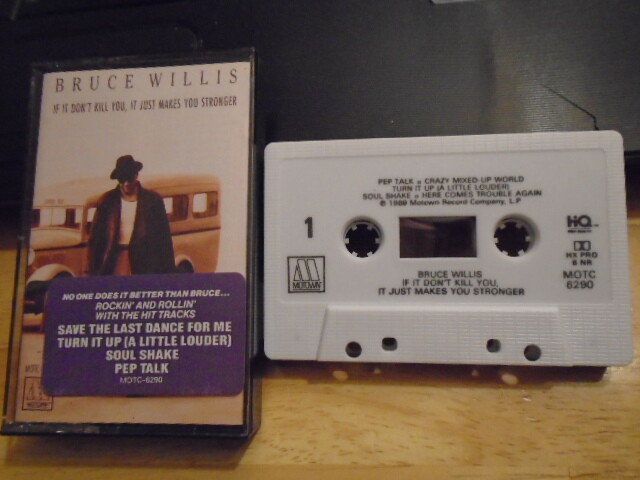 BRUCE WILLIS
IF IT DON'T KILL YOU, IT JUST MAKES YOU STRONGER
NO ONE DOES IT BETTER THAN BRUCE...
ROCKIN' AND ROLLIN'
WITH THE HIT TRACKS
SAVE THE LAST DANCE FOR ME
TURN IT UP (A LITTLE LOUDER)
SOUL SHAKE
PEP TALK
MOTC-6290
MOTOWN
PEP TALK • CRAZY MIXED-UP WORLD
TURN IT UP (A LITTLE LOUDER)
SOUL SHAKE • HERE COMES TROUBLE AGAIN
℗ 1989 Motown Record Company, L.P.
1
HQ
HX PRO
B NR
MOTC
6290
MOTOWN
BRUCE WILLIS
IF IT DON'T KILL YOU,
IT JUST MAKES YOU STRONGER